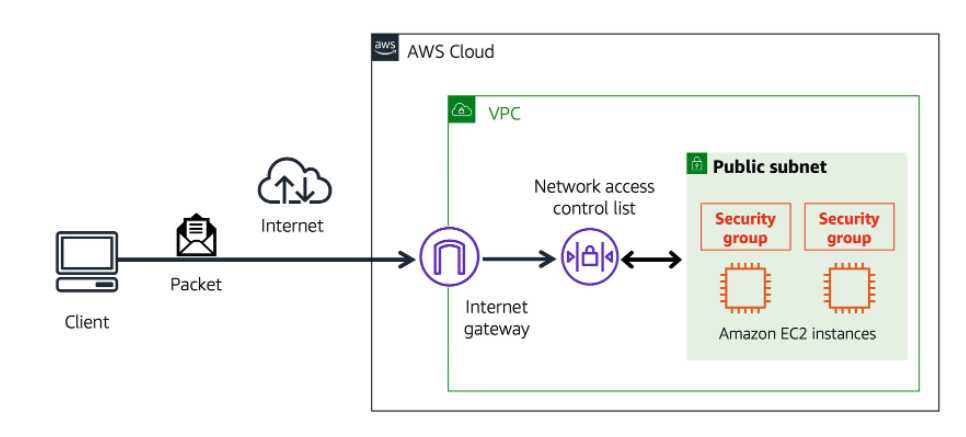 aws
AWS Cloud
VPC
Public subnet
Network access
control list
Security
group
Security
group
Internet
Packet
Client
Internet
gateway
Amazon EC2 instances